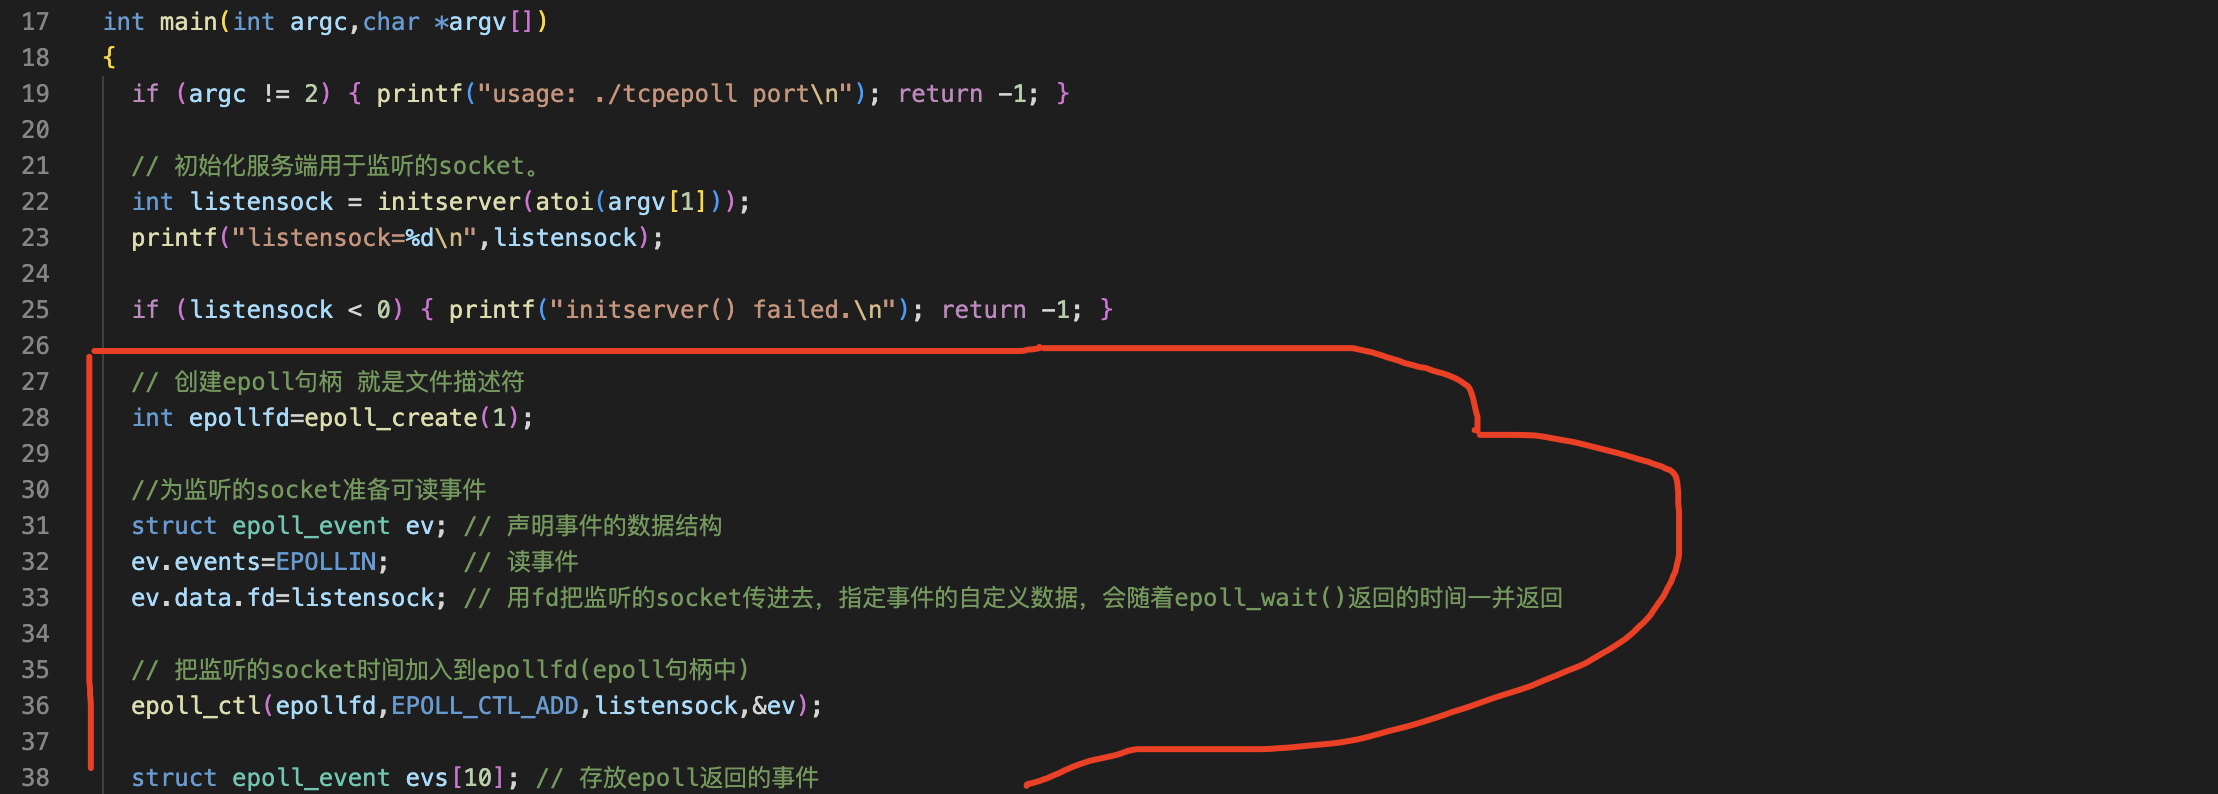 17 int main(int argc,char *argv[])
18 {
19 if (argc != 2) { printf("usage: ./tcpepoll port\n"); return -1; }
20
21 // 初始化服务端用于监听的socket。
22 int listensock = initserver(atoi(argv[1]));
23 printf("listensock=%d\n",listensock);
24
25 if (listensock < 0) { printf("initserver() failed.\n"); return -1; }
26
27 // 创建epoll句柄 就是文件描述符
28 int epollfd=epoll_create(1);
29
30 //为监听的socket准备可读事件
31 struct epoll_event ev; // 声明事件的数据结构
32 ev.events=EPOLLIN; // 读事件
33 ev.data.fd=listensock; // 用fd把监听的socket传进去，指定事件的自定义数据，会随着epoll_wait()返回的时间一并返回
34
35 // 把监听的socket时间加入到epollfd(epoll句柄中)
36 epoll_ctl(epollfd,EPOLL_CTL_ADD,listensock,&ev);
37
38 struct epoll_event evs[10]; // 存放epoll返回的事件